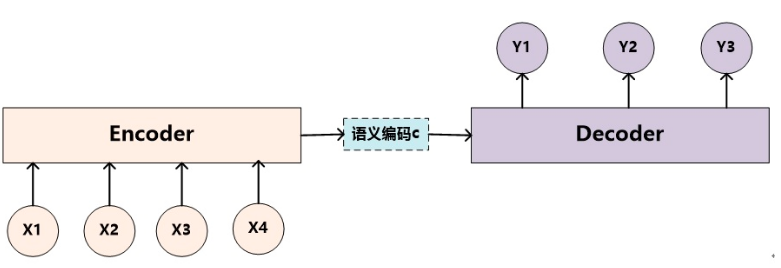 Y1 Y2 Y3
Encoder 语义编码c Decoder
X1 X2 X3 X4